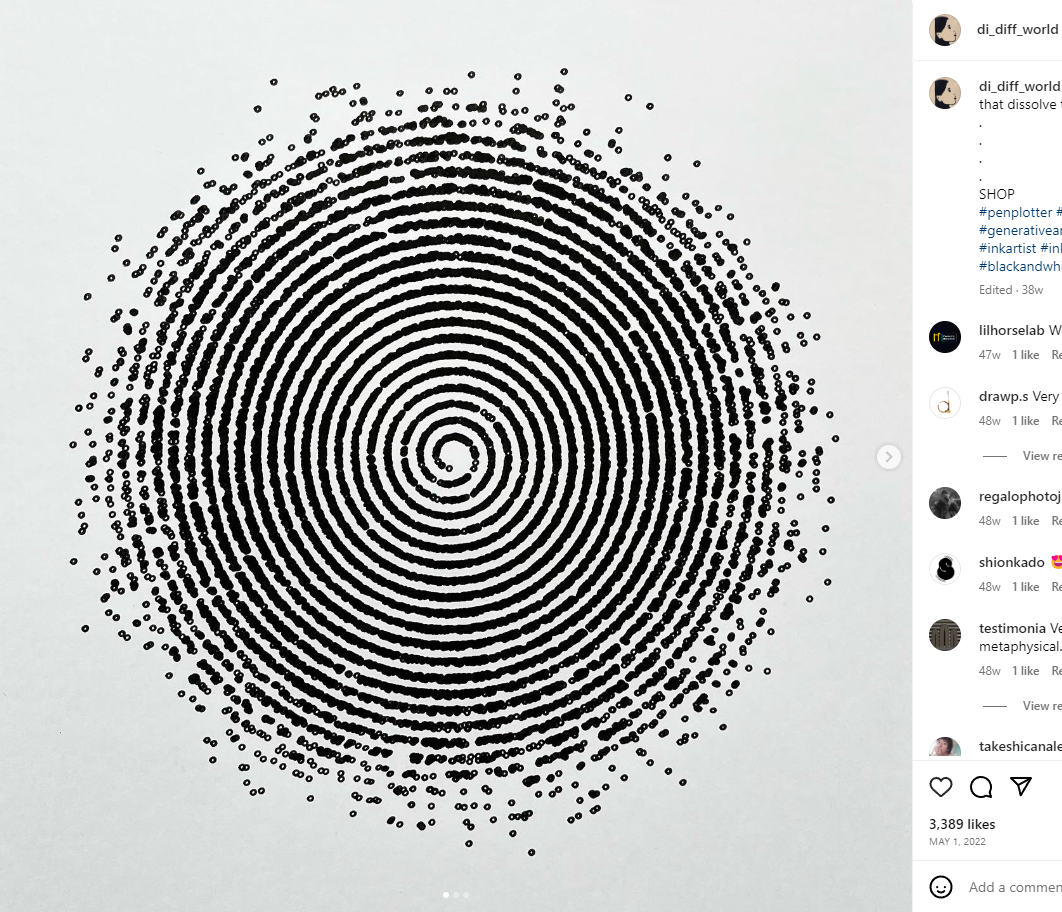 di_diff_world
di_diff_world
that dissolve
.
.
.
.
SHOP
#penplotter #
#generativear
#inkartist #in
#blackandwh
Edited · 38w
lilhorselab W
47w 1 like Re
drawp.s Very
48w 1 like Re
View re
regalophotoj
48w 1 like Re
shionkado 🤩
48w 1 like Re
testimonia Ve
metaphysical.
48w 1 like Re
View re
takeshicanale
3,389 likes
MAY 1, 2022
Add a commen